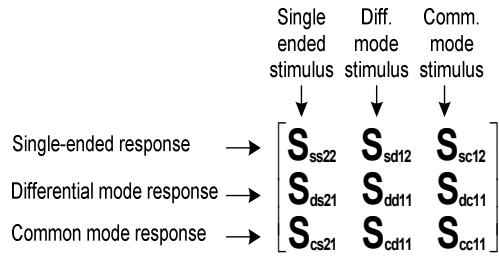 Single Diff. Comm.
ended mode mode
stimulus stimulus stimulus
Single-ended response Sss22 Ssd12 Ssc12
Differential mode response Sds21 Sdd11 Sdc11
Common mode response Scs21 Scd11 Scc11